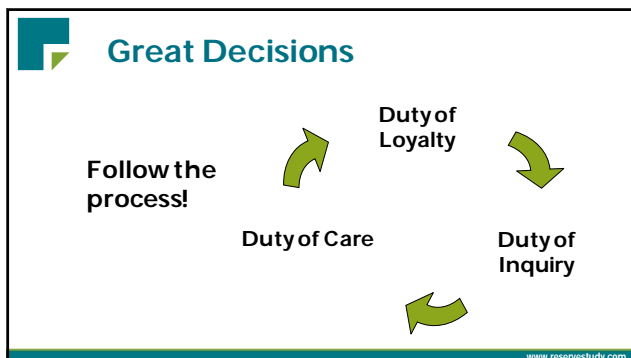 Great Decisions
Duty of
Loyalty
Follow the
process!
Duty of Care
Duty of
Inquiry
www.reservestudy.com